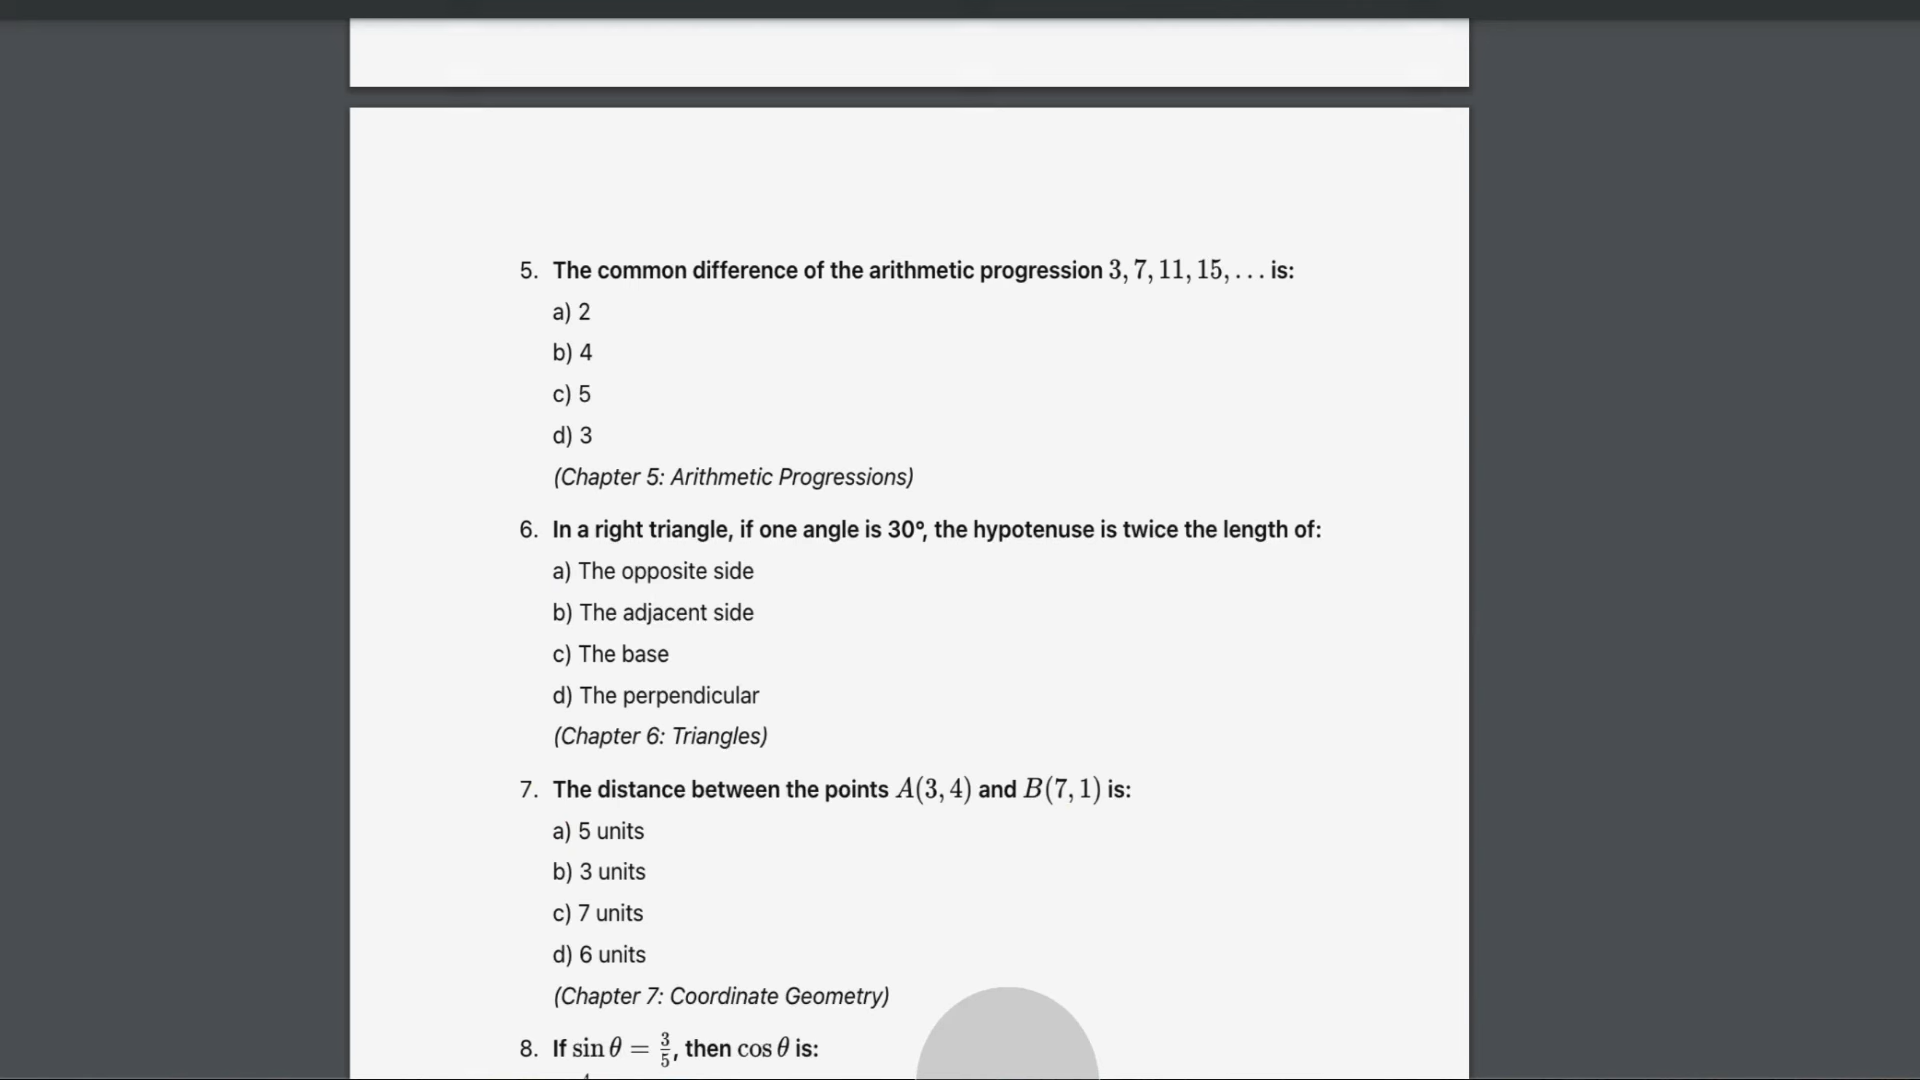 5. The common difference of the arithmetic progression 3, 7, 11, 15, . . . is:
a) 2
b) 4
c) 5
d) 3
(Chapter 5: Arithmetic Progressions)
6. In a right triangle, if one angle is 30°, the hypotenuse is twice the length of:
a) The opposite side
b) The adjacent side
c) The base
d) The perpendicular
(Chapter 6: Triangles)
7. The distance between the points A(3, 4) and B(7, 1) is:
a) 5 units
b) 3 units
c) 7 units
d) 6 units
(Chapter 7: Coordinate Geometry)
8. If sin θ = 3/5, then cos θ is: